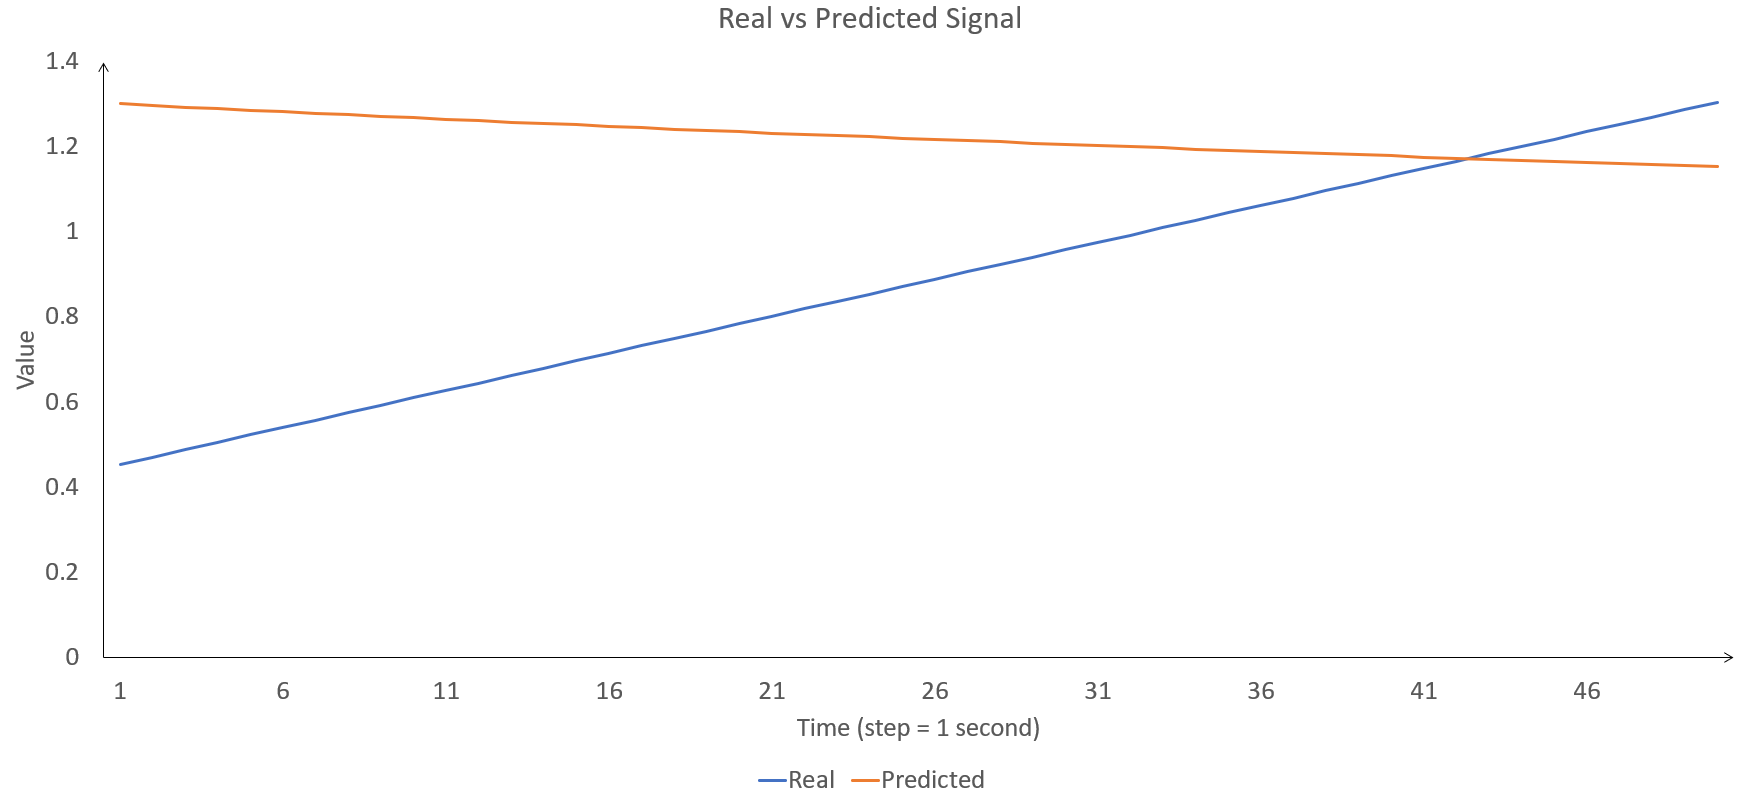 Real vs Predicted Signal
1.4
1.2
1
0.8
0.6
0.4
0.2
0
Value
1 6 11 16 21 26 31 36 41 46
Time (step = 1 second)
Real Predicted